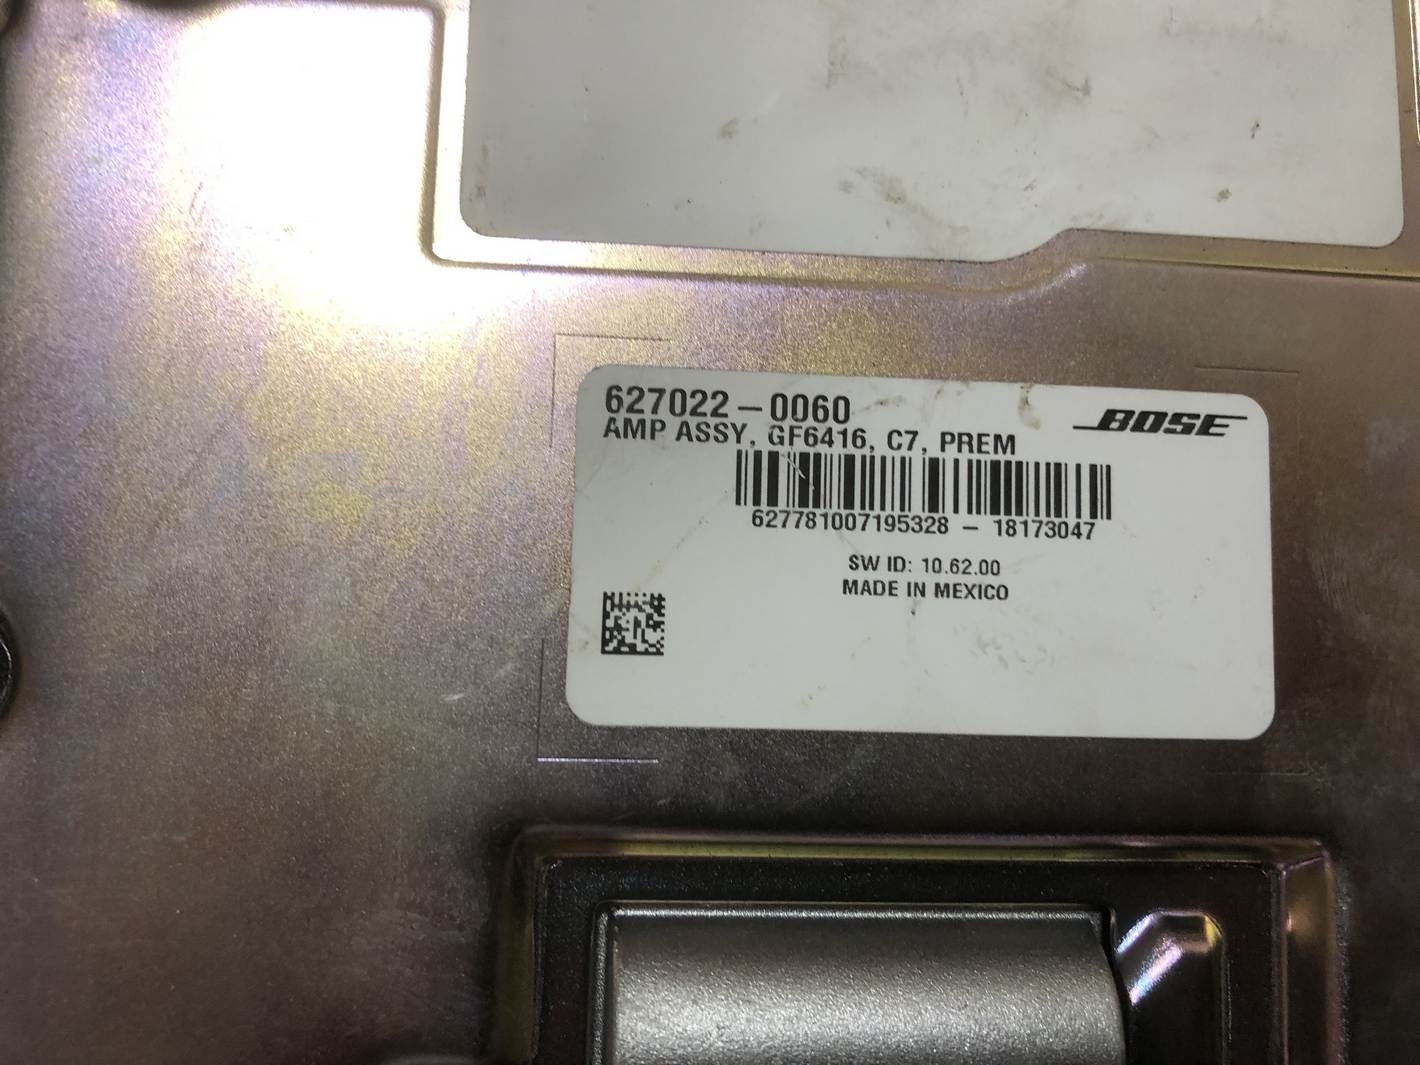 627022-0060
BOSE
AMP ASSY, GF6416, C7, PREM
627781007195328 - 18173047
SW ID: 10.62.00
MADE IN MEXICO